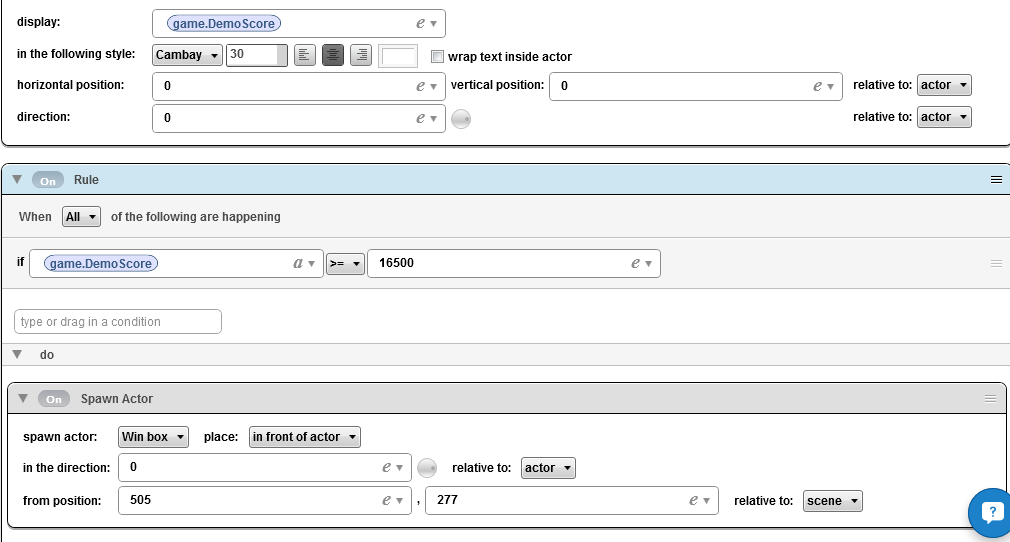 display: game.DemoScore e
in the following style: Cambay 30 wrap text inside actor
horizontal position: 0 e vertical position: 0 e relative to: actor
direction: 0 e relative to: actor
On Rule
When All of the following are happening
if game.DemoScore a >= 16500 e
type or drag in a condition
do
On Spawn Actor
spawn actor: Win box place: in front of actor
in the direction: 0 e relative to: actor
from position: 505 e , 277 e relative to: scene
?